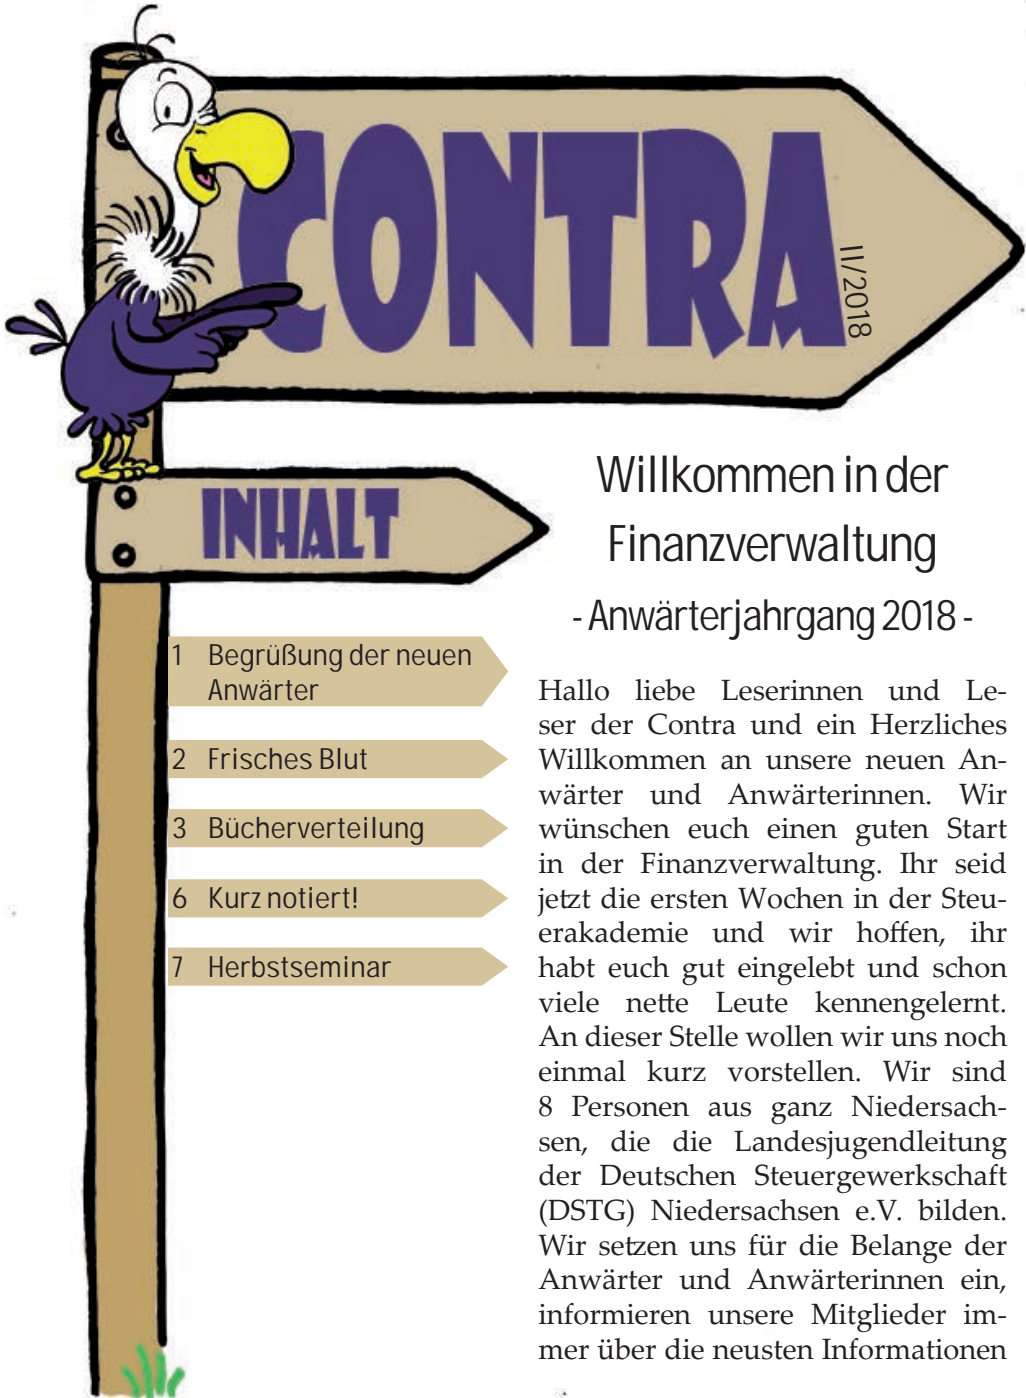 CONTRA
II/2018
INHALT
1 Begrüßung der neuen
Anwärter
2 Frisches Blut
3 Bücherverteilung
6 Kurz notiert!
7 Herbstseminar
Willkommen in der
Finanzverwaltung
- Anwärterjahrgang 2018 -
Hallo liebe Leserinnen und Le-
ser der Contra und ein Herzliches
Willkommen an unsere neuen An-
wärter und Anwärterinnen. Wir
wünschen euch einen guten Start
in der Finanzverwaltung. Ihr seid
jetzt die ersten Wochen in der Steu-
erakademie und wir hoffen, ihr
habt euch gut eingelebt und schon
viele nette Leute kennengelernt.
An dieser Stelle wollen wir uns noch
einmal kurz vorstellen. Wir sind
8 Personen aus ganz Niedersach-
sen, die die Landesjugendleitung
der Deutschen Steuergewerkschaft
(DSTG) Niedersachsen e.V. bilden.
Wir setzen uns für die Belange der
Anwärter und Anwärterinnen ein,
informieren unsere Mitglieder im-
mer über die neusten Informationen